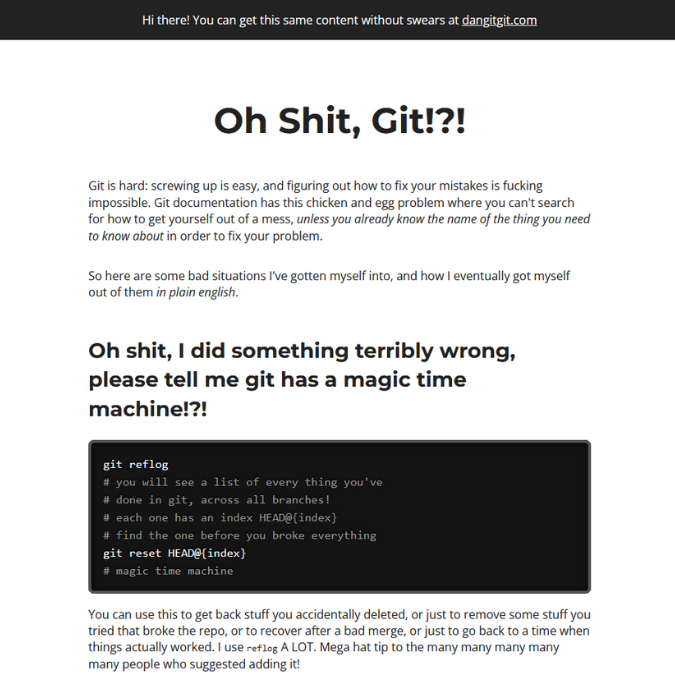 Hi there! You can get this same content without swears at dangitgit.com
Oh Shit, Git!?!
Git is hard: screwing up is easy, and figuring out how to fix your mistakes is fucking
impossible. Git documentation has this chicken and egg problem where you can't search
for how to get yourself out of a mess, unless you already know the name of the thing you need
to know about in order to fix your problem.
So here are some bad situations I've gotten myself into, and how I eventually got myself
out of them in plain english.
Oh shit, I did something terribly wrong,
please tell me git has a magic time
machine!?!
git reflog
# you will see a list of every thing you've
# done in git, across all branches!
# each one has an index HEAD@{index}
# find the one before you broke everything
git reset HEAD@{index}
# magic time machine
You can use this to get back stuff you accidentally deleted, or just to remove some stuff you
tried that broke the repo, or to recover after a bad merge, or just to go back to a time when
things actually worked. I use reflog A LOT. Mega hat tip to the many many many many
many people who suggested adding it!